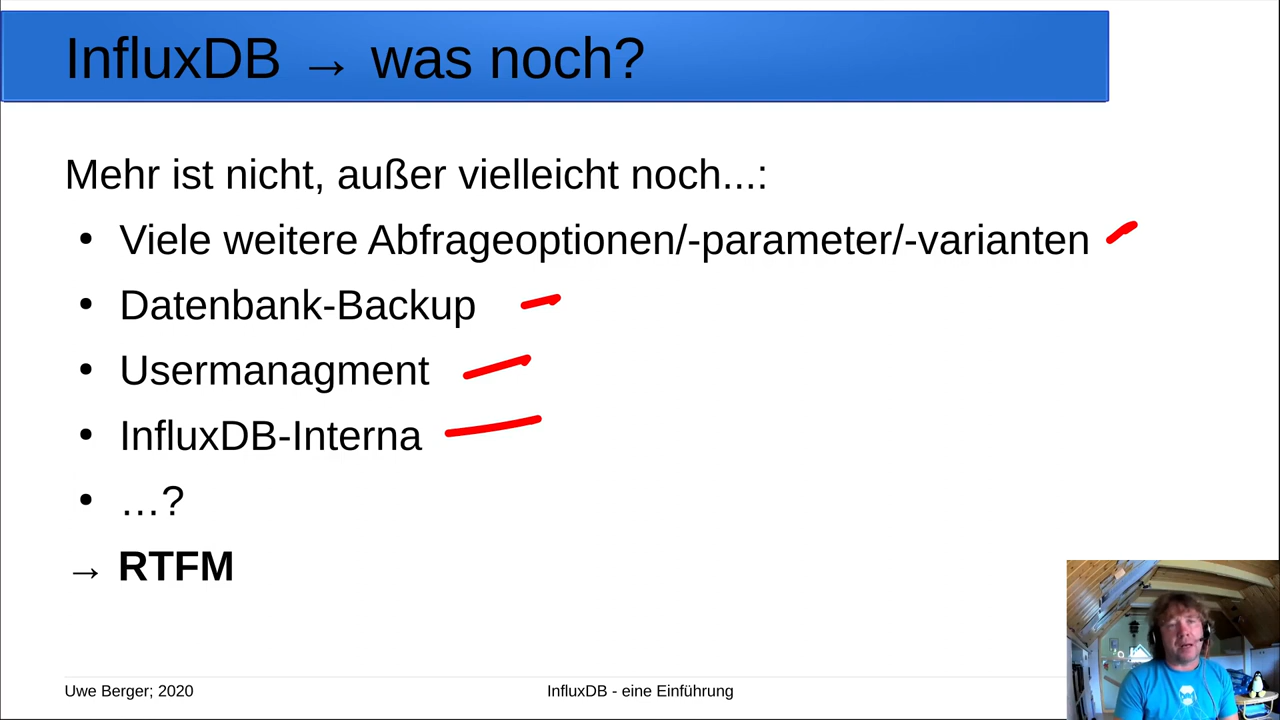 InfluxDB → was noch?
Mehr ist nicht, außer vielleicht noch...:
• Viele weitere Abfrageoptionen/-parameter/-varianten
• Datenbank-Backup
• Usermanagment
• InfluxDB-Interna
• …?
→ RTFM
Uwe Berger; 2020
InfluxDB - eine Einführung